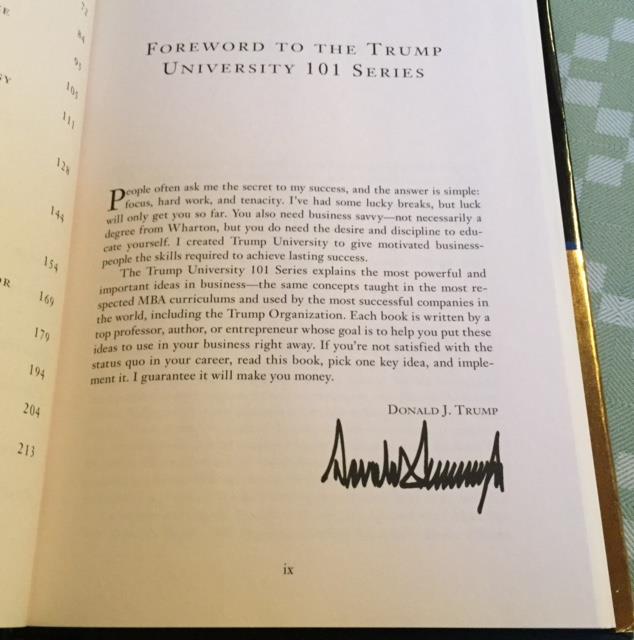 72
84
93
105
111
128
144
154
169
179
194
204
213
FOREWORD TO THE TRUMP
UNIVERSITY 101 SERIES
People often ask me the secret to my success, and the answer is simple:
focus, hard work, and tenacity. I've had some lucky breaks, but luck
will only get you so far. You also need business savvy—not necessarily a
degree from Wharton, but you do need the desire and discipline to edu-
cate yourself. I created Trump University to give motivated business-
people the skills required to achieve lasting success.
The Trump University 101 Series explains the most powerful and
important ideas in business—the same concepts taught in the most re-
spected MBA curriculums and used by the most successful companies in
the world, including the Trump Organization. Each book is written by a
top professor, author, or entrepreneur whose goal is to help you put these
ideas to use in your business right away. If you're not satisfied with the
status quo in your career, read this book, pick one key idea, and imple-
ment it. I guarantee it will make you money.
DONALD J. TRUMP
ix